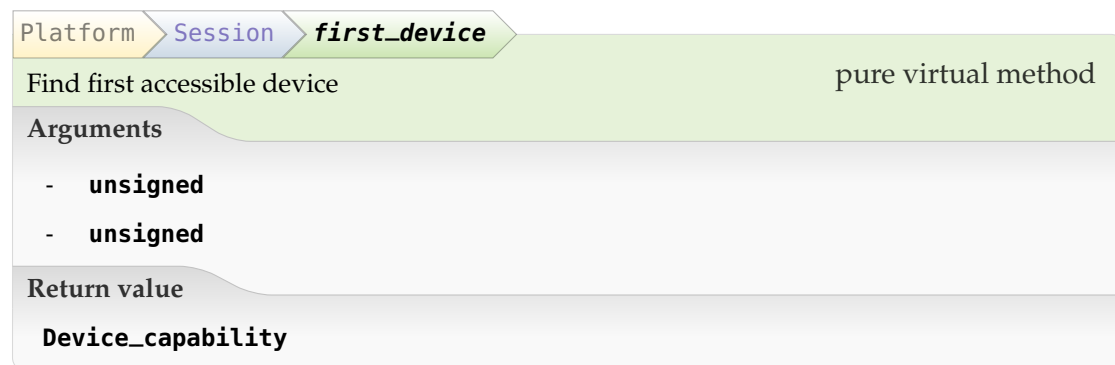 Platform Session first_device
Find first accessible device pure virtual method
Arguments
- unsigned
- unsigned
Return value
Device_capability